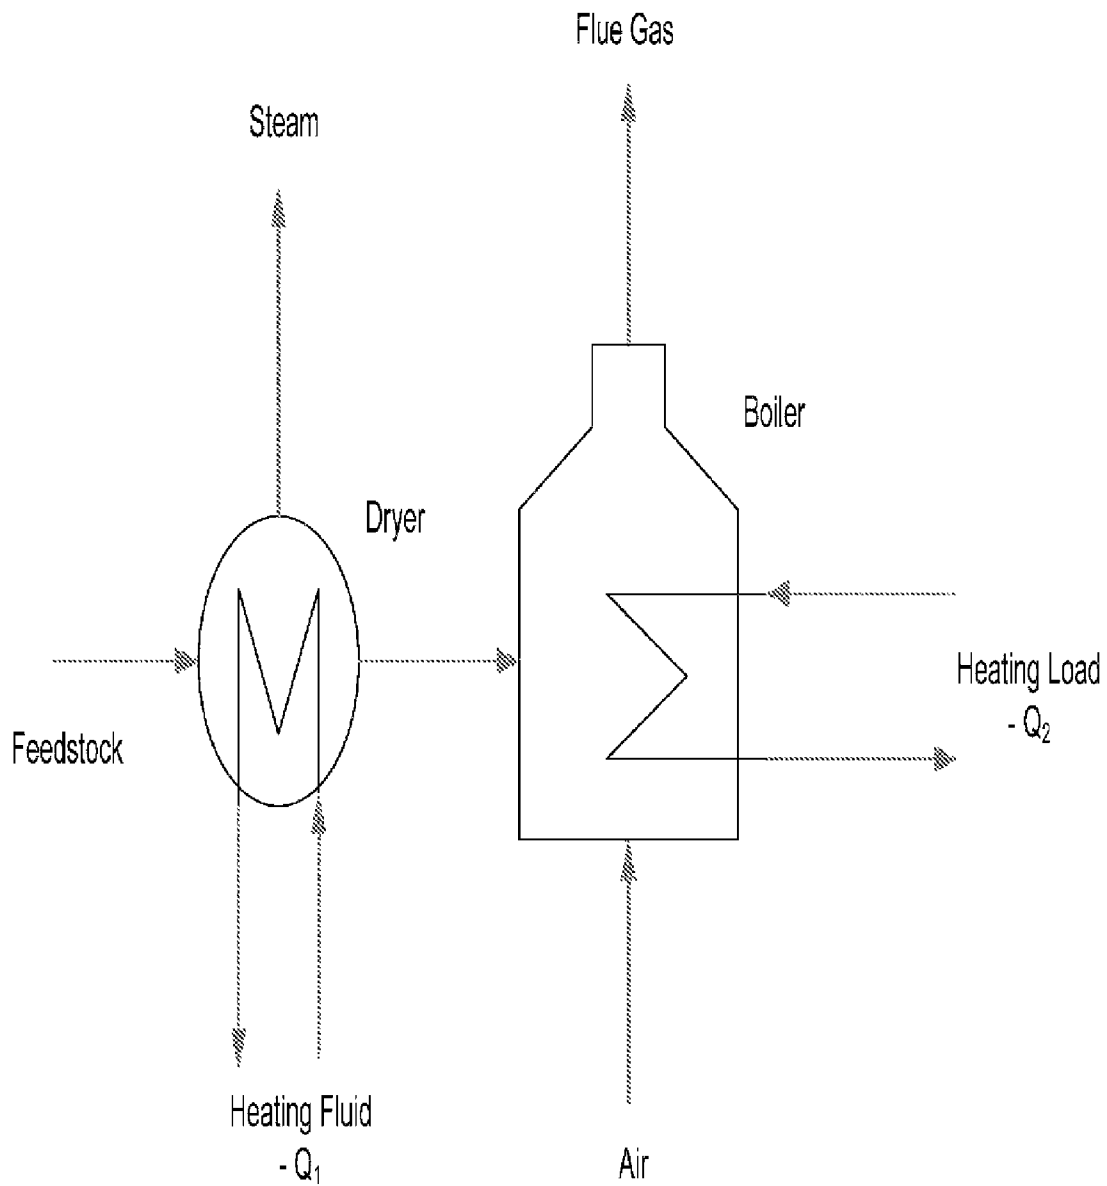 Flue Gas
Steam
Boiler
Dryer
Heating Load
- Q₂
Feedstock
Heating Fluid
- Q₁
Air